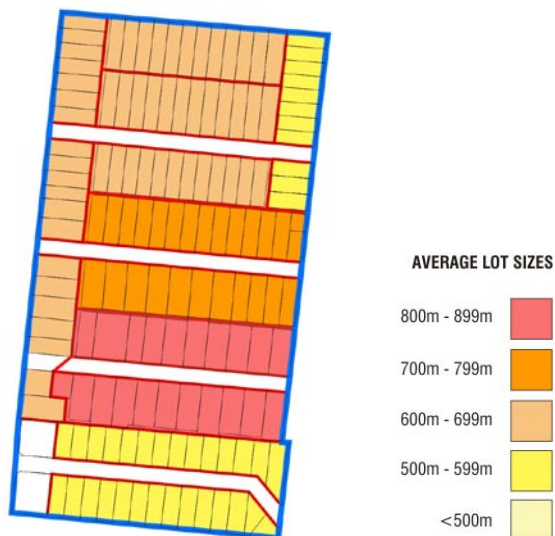 AVERAGE LOT SIZES
800m - 899m
700m - 799m
600m - 699m
500m - 599m
<500m